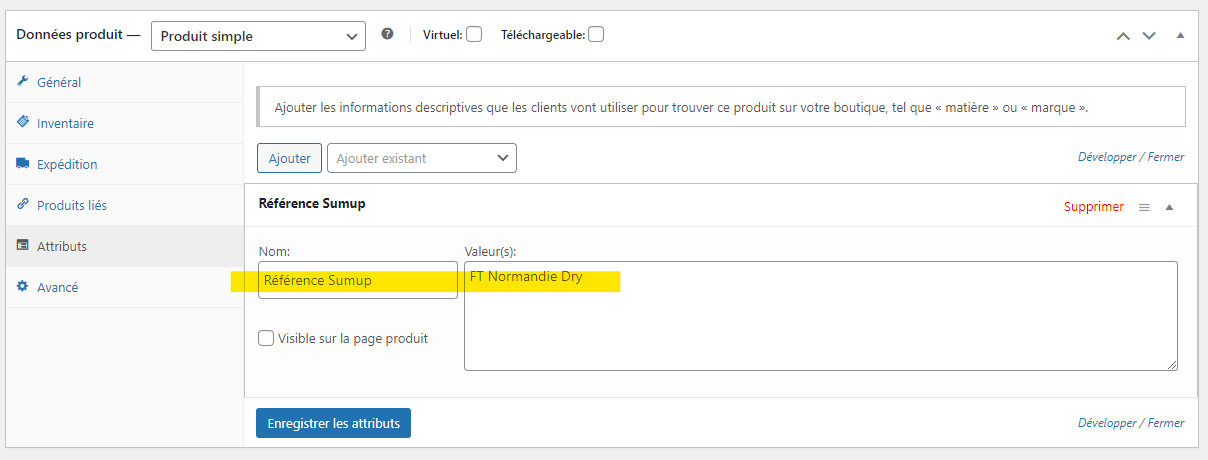 Données produit — Produit simple ? Virtuel: Téléchargeable:
Général
Inventaire
Expédition
Produits liés
Attributs
Avancé
Ajouter les informations descriptives que les clients vont utiliser pour trouver ce produit sur votre boutique, tel que « matière » ou « marque ».
Ajouter Ajouter existant Développer / Fermer
Référence Sumup Supprimer
Nom: Valeur(s):
Référence Sumup FT Normandie Dry
Visible sur la page produit
Enregistrer les attributs Développer / Fermer